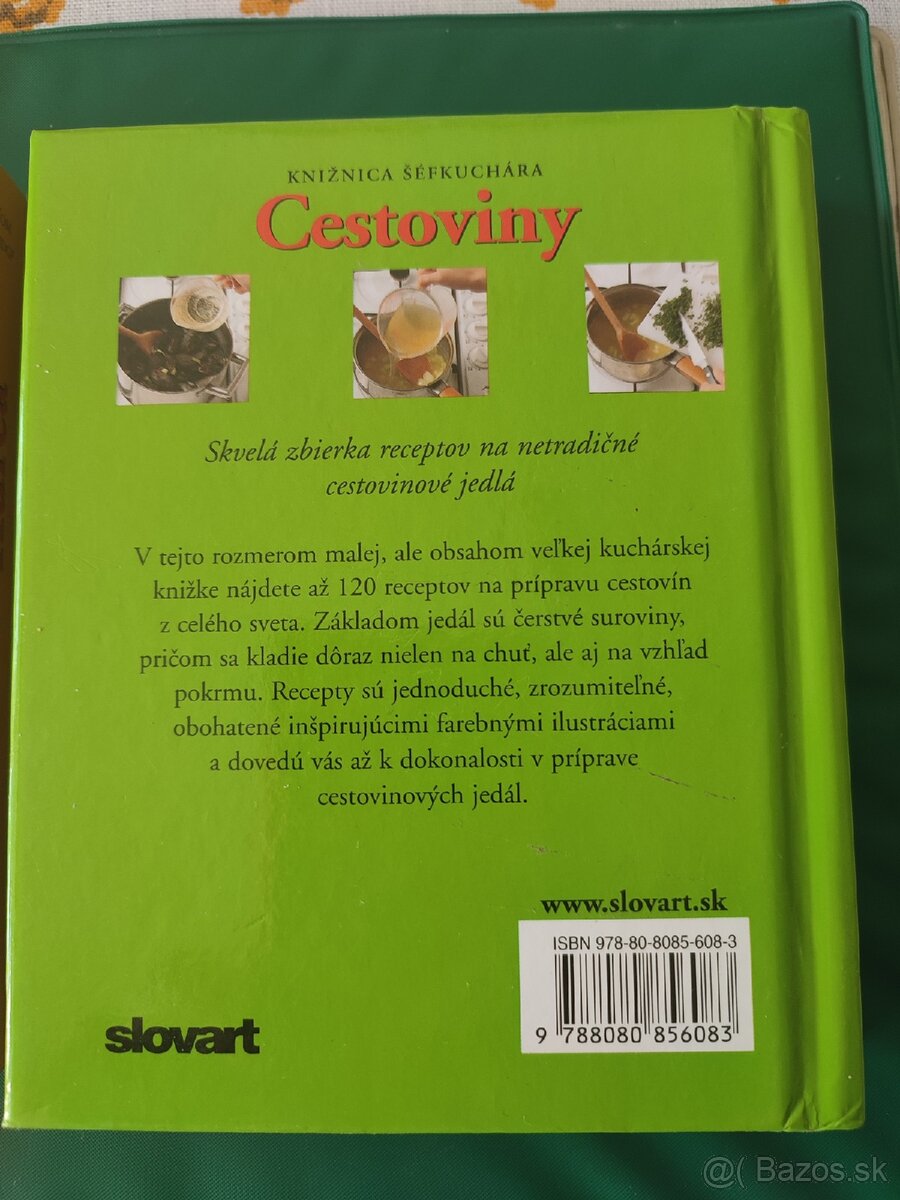 KNIŽNICA ŠÉFKUCHÁRA
Cestoviny
Skvelá zbierka receptov na netradičné
cestovinové jedlá
V tejto rozmerom malej, ale obsahom veľkej kuchárskej
knižke nájdete až 120 receptov na prípravu cestovín
z celého sveta. Základom jedál sú čerstvé suroviny,
pričom sa kladie dôraz nielen na chuť, ale aj na vzhľad
pokrmu. Recepty sú jednoduché, zrozumiteľné,
obohatené inšpirujúcimi farebnými ilustráciami
a dovedú vás až k dokonalosti v príprave
cestovinových jedál.
www.slovart.sk
ISBN 978-80-8085-608-3
9 788080 856083
slovart
@( Bazos.sk